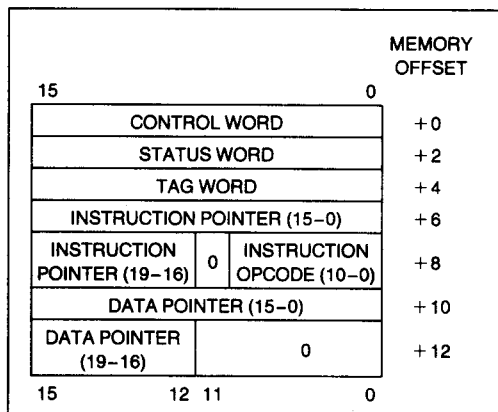 MEMORY
OFFSET
15 0
CONTROL WORD +0
STATUS WORD +2
TAG WORD +4
INSTRUCTION POINTER (15–0) +6
INSTRUCTION POINTER (19–16) 0 INSTRUCTION OPCODE (10–0) +8
DATA POINTER (15–0) +10
DATA POINTER (19–16) 0 +12
15 12 11 0